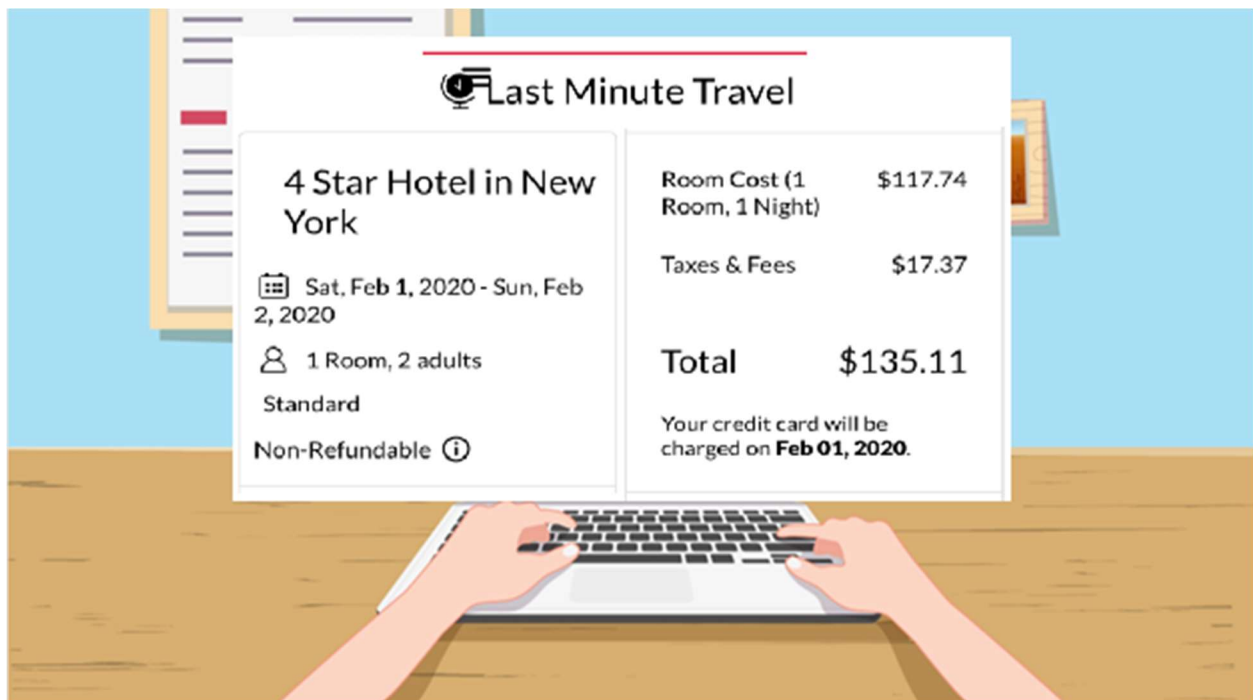 Last Minute Travel
4 Star Hotel in New
York
Sat, Feb 1, 2020 - Sun, Feb
2, 2020
1 Room, 2 adults
Standard
Non-Refundable
Room Cost (1 $117.74
Room, 1 Night)
Taxes & Fees $17.37
Total $135.11
Your credit card will be
charged on Feb 01, 2020.